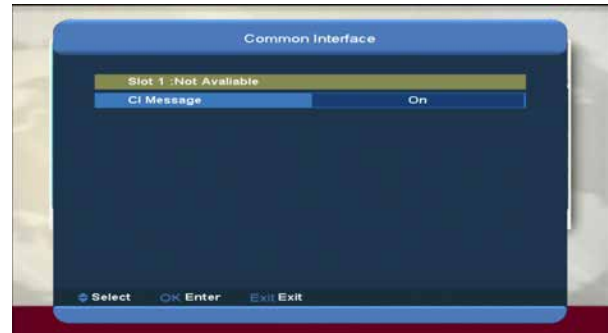 Common Interface
Slot 1 :Not Avaliable
CI Message On
Select OK Enter Exit Exit